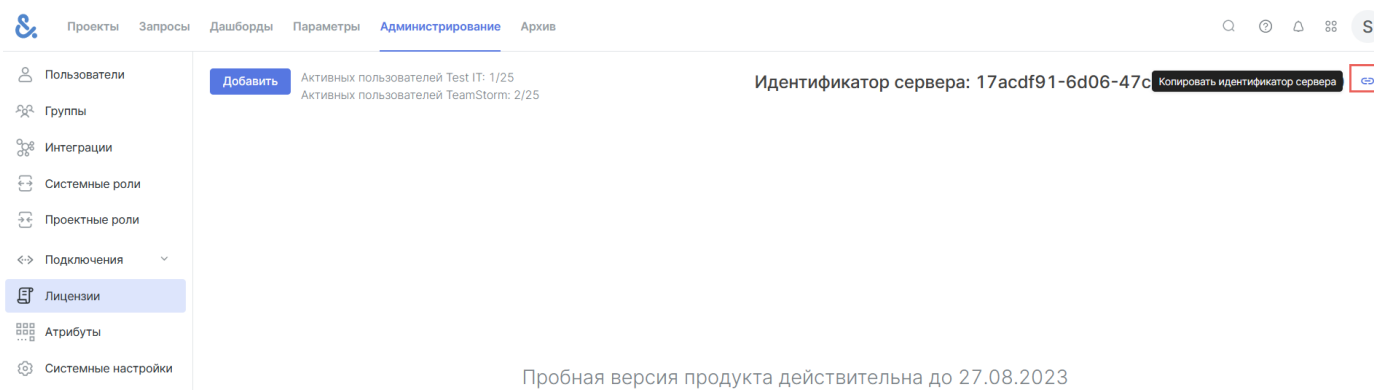 Проекты Запросы Дашборды Параметры Администрирование Архив S
Пользователи
Группы
Интеграции
Системные роли
Проектные роли
Подключения
Лицензии
Атрибуты
Системные настройки
Добавить
Активных пользователей Test IT: 1/25
Активных пользователей TeamStorm: 2/25
Идентификатор сервера: 17acdf91-6d06-47c
Копировать идентификатор сервера
Пробная версия продукта действительна до 27.08.2023